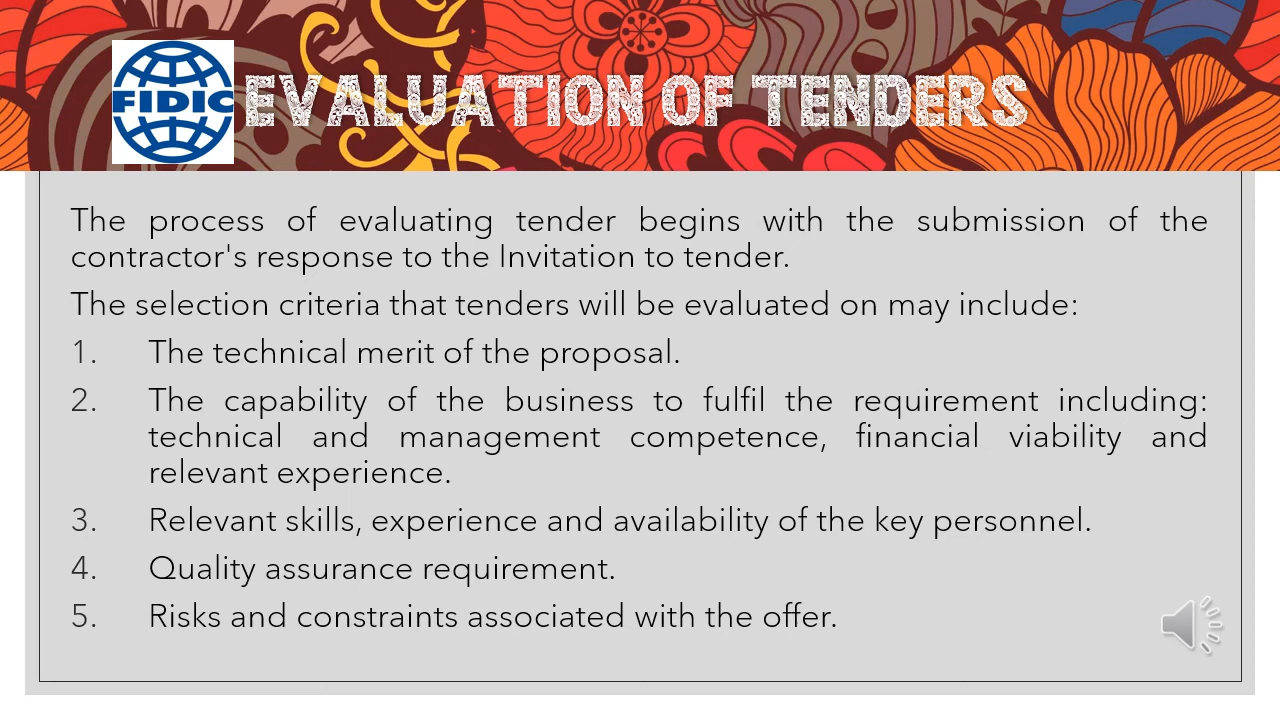 FIDIC
EVALUATION OF TENDERS
The process of evaluating tender begins with the submission of the
contractor's response to the Invitation to tender.
The selection criteria that tenders will be evaluated on may include:
1. The technical merit of the proposal.
2. The capability of the business to fulfil the requirement including:
technical and management competence, financial viability and
relevant experience.
3. Relevant skills, experience and availability of the key personnel.
4. Quality assurance requirement.
5. Risks and constraints associated with the offer.